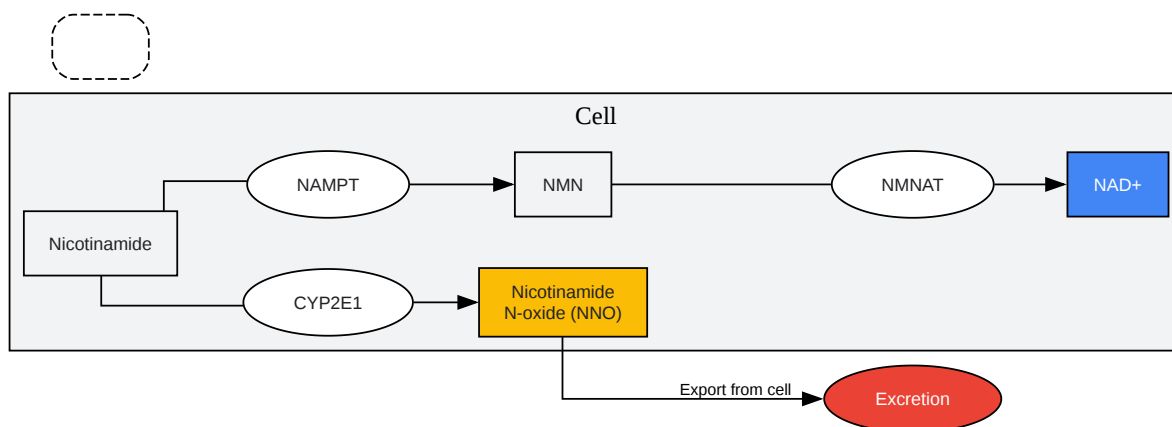 Cell
NAMPT
NMN
NMNAT
NAD+
Nicotinamide
CYP2E1
Nicotinamide
N-oxide (NNO)
Export from cell
Excretion